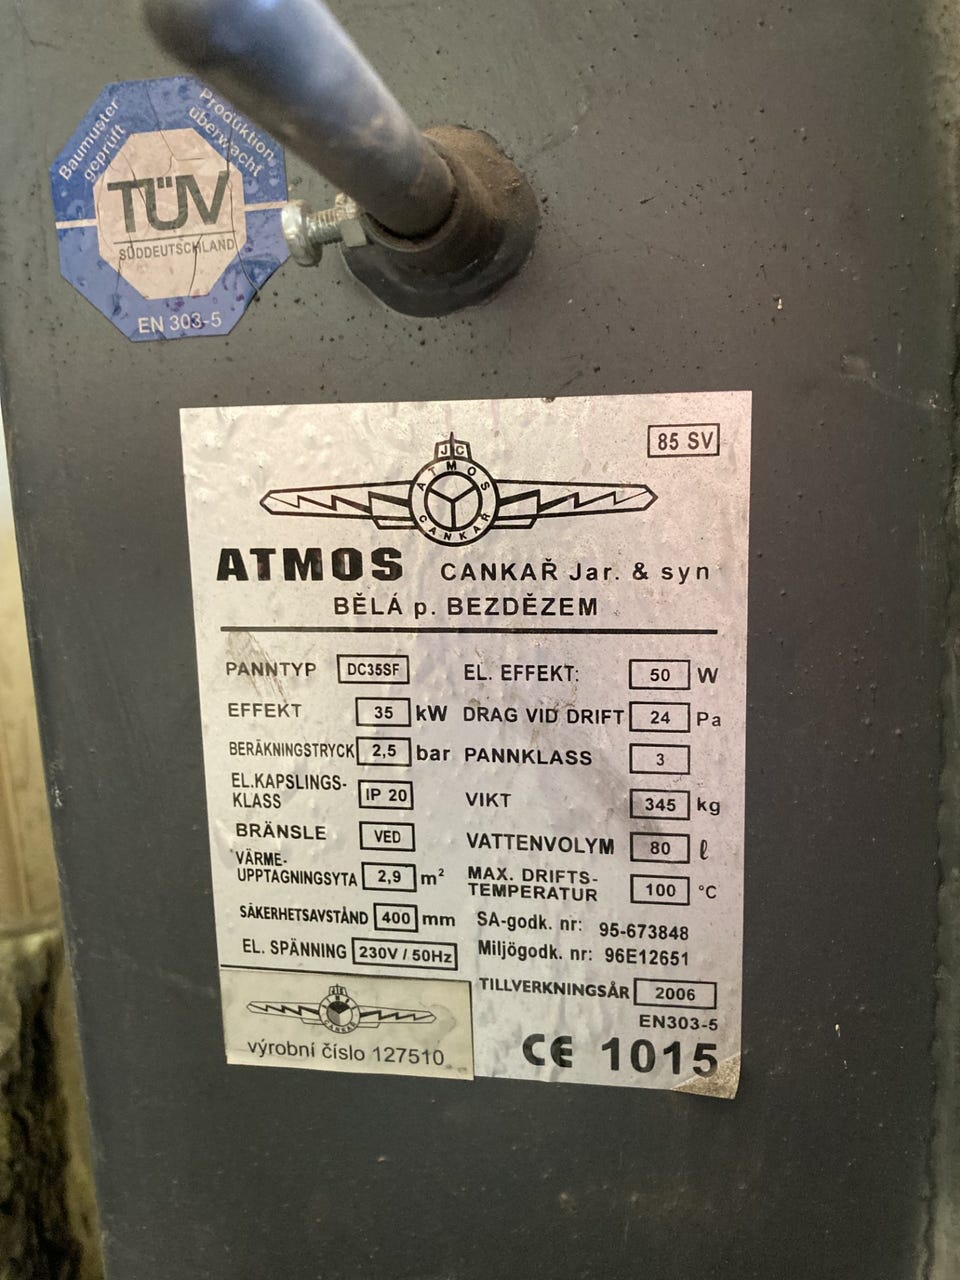 Baumuster geprüft
Produktion überwacht
TÜV
SÜDDEUTSCHLAND
EN 303-5
85 SV
JC
ATMOS
CANKAŘ
ATMOS CANKAŘ Jar. & syn
BĚLÁ p. BEZDĚZEM
PANNTYP DC35SF
EFFEKT 35 kW
BERÄKNINGSTRYCK 2,5 bar
EL.KAPSLINGS-
KLASS IP 20
BRÄNSLE VED
VÄRME-
UPPTAGNINGSYTA 2,9 m²
SÄKERHETSAVSTÅND 400 mm
EL. SPÄNNING 230V / 50Hz
EL. EFFEKT: 50 W
DRAG VID DRIFT 24 Pa
PANNKLASS 3
VIKT 345 kg
VATTENVOLYM 80 ℓ
MAX. DRIFTS-
TEMPERATUR 100 °C
SA-godk. nr: 95-673848
Miljögodk. nr: 96E12651
TILLVERKNINGSÅR 2006
EN303-5
CE 1015
CANKAŘ
výrobní číslo 127510